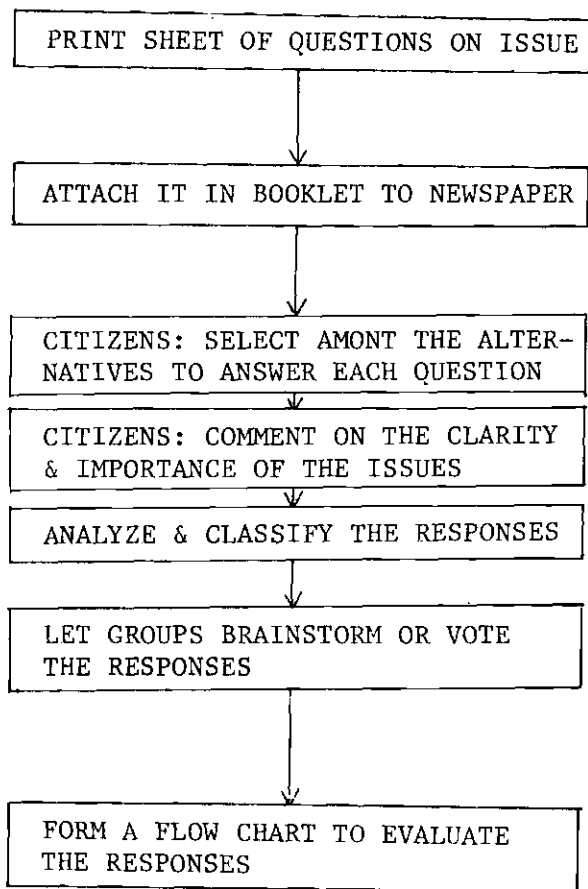 PRINT SHEET OF QUESTIONS ON ISSUE
ATTACH IT IN BOOKLET TO NEWSPAPER
CITIZENS: SELECT AMONT THE ALTER-
NATIVES TO ANSWER EACH QUESTION
CITIZENS: COMMENT ON THE CLARITY
& IMPORTANCE OF THE ISSUES
ANALYZE & CLASSIFY THE RESPONSES
LET GROUPS BRAINSTORM OR VOTE
THE RESPONSES
FORM A FLOW CHART TO EVALUATE
THE RESPONSES